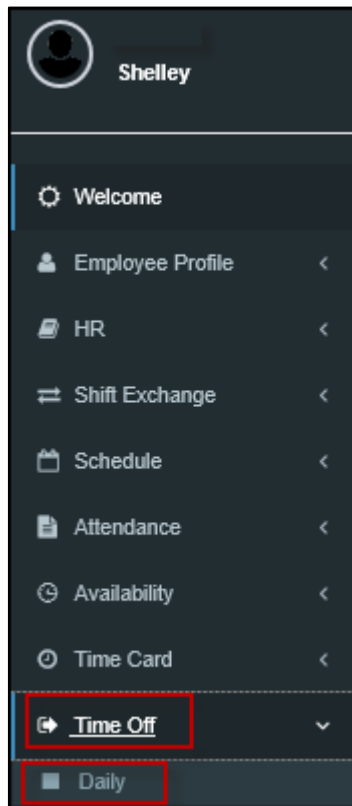 Shelley
Welcome
Employee Profile
HR
Shift Exchange
Schedule
Attendance
Availability
Time Card
Time Off
Daily